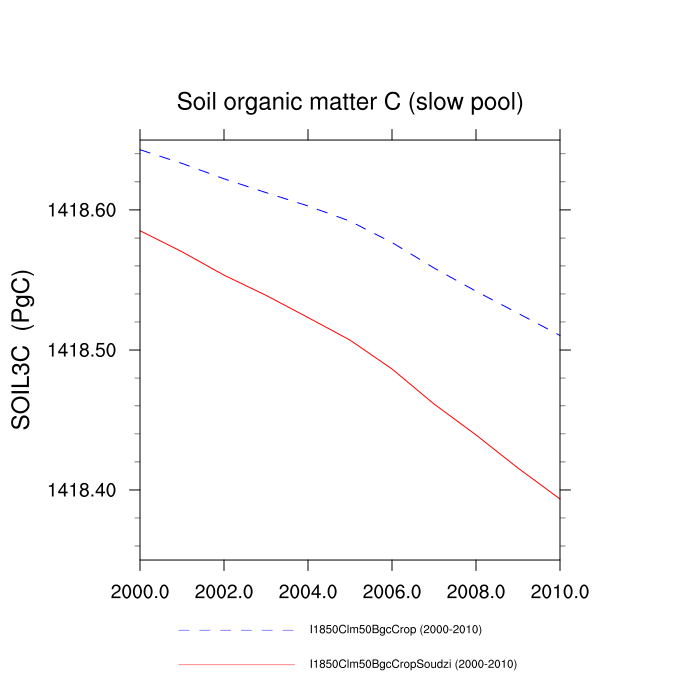 Soil organic matter C (slow pool)
SOIL3C  (PgC)
1418.60
1418.50
1418.40
2000.0 2002.0 2004.0 2006.0 2008.0 2010.0
I1850Clm50BgcCrop (2000-2010)
I1850Clm50BgcCropSoudzi (2000-2010)